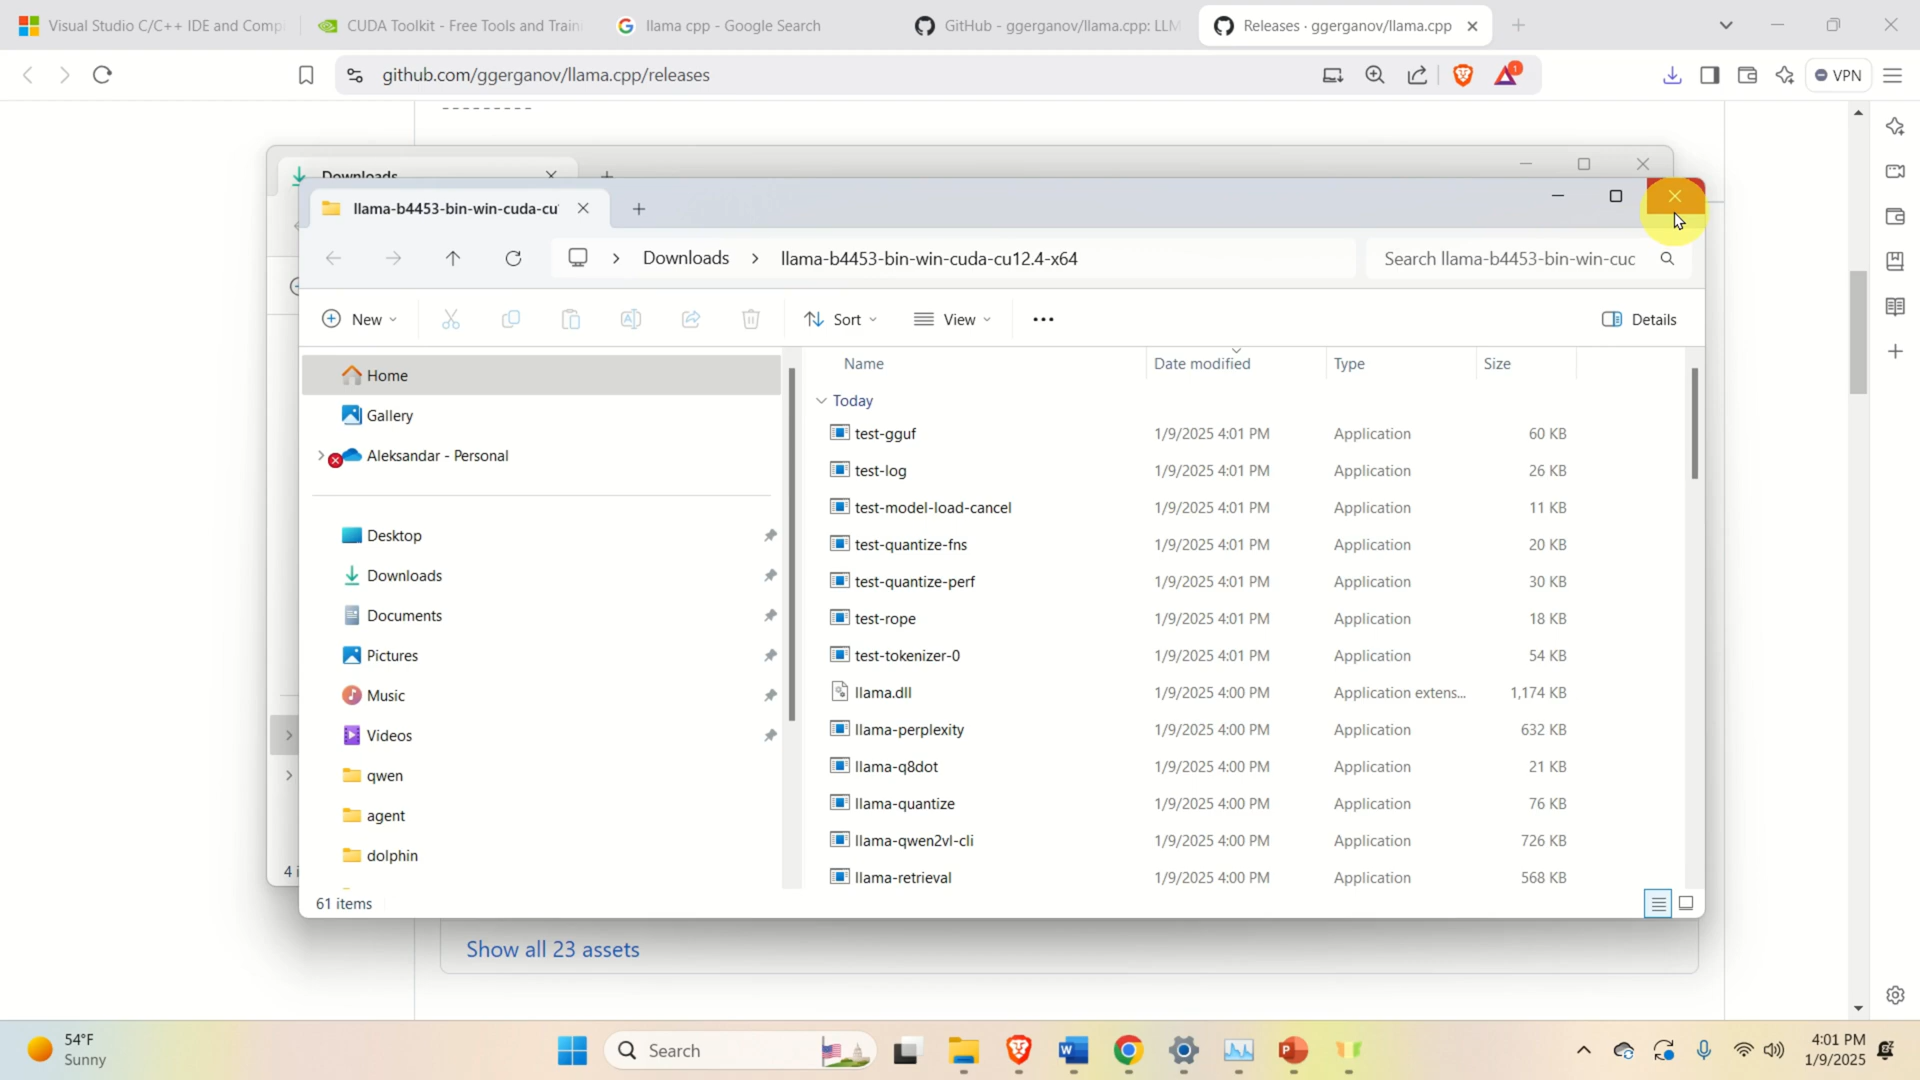 Visual Studio C/C++ IDE and Comp
CUDA Toolkit - Free Tools and Traini
llama cpp - Google Search
GitHub - ggerganov/llama.cpp: LLM
Releases · ggerganov/llama.cpp
github.com/ggerganov/llama.cpp/releases
1
VPN
Downloads
llama-b4453-bin-win-cuda-cu
Downloads
llama-b4453-bin-win-cuda-cu12.4-x64
Search llama-b4453-bin-win-cuc
New
Sort
View
Details
Home
Gallery
Aleksandar - Personal
Desktop
Downloads
Documents
Pictures
Music
Videos
qwen
agent
dolphin
Name Date modified Type Size
Today
test-gguf 1/9/2025 4:01 PM Application 60 KB
test-log 1/9/2025 4:01 PM Application 26 KB
test-model-load-cancel 1/9/2025 4:01 PM Application 11 KB
test-quantize-fns 1/9/2025 4:01 PM Application 20 KB
test-quantize-perf 1/9/2025 4:01 PM Application 30 KB
test-rope 1/9/2025 4:01 PM Application 18 KB
test-tokenizer-0 1/9/2025 4:01 PM Application 54 KB
llama.dll 1/9/2025 4:00 PM Application extens... 1,174 KB
llama-perplexity 1/9/2025 4:00 PM Application 632 KB
llama-q8dot 1/9/2025 4:00 PM Application 21 KB
llama-quantize 1/9/2025 4:00 PM Application 76 KB
llama-qwen2vl-cli 1/9/2025 4:00 PM Application 726 KB
llama-retrieval 1/9/2025 4:00 PM Application 568 KB
4 i
61 items
Show all 23 assets
54°F
Sunny
Search
4:01 PM
1/9/2025